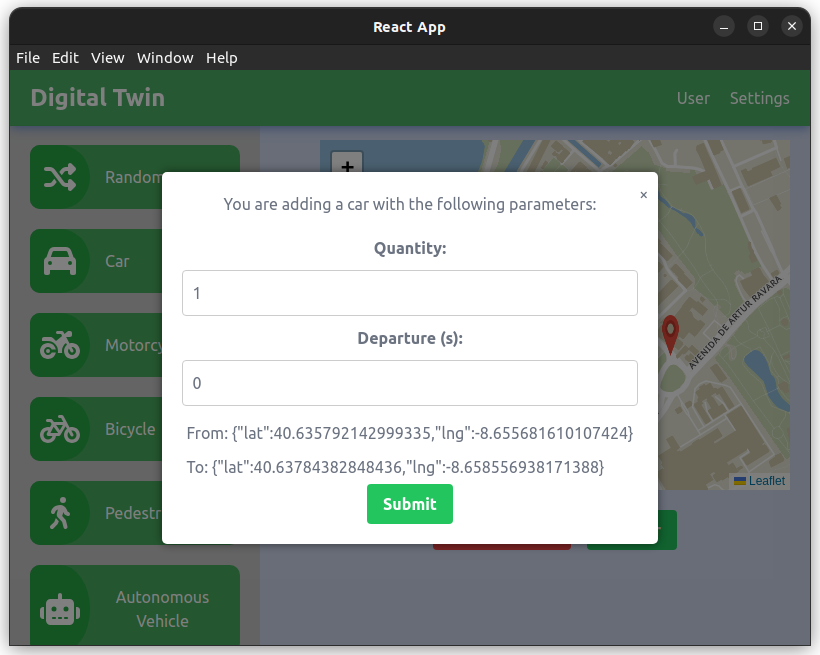 React App
File Edit View Window Help
Digital Twin
User Settings
Random
Car
Motorcy
Bicycle
Pedestr
Autonomous
Vehicle
+
AVENIDA DE ARTUR RAVARA
Leaflet
×
You are adding a car with the following parameters:
Quantity:
1
Departure (s):
0
From: {"lat":40.635792142999335,"lng":-8.655681610107424}
To: {"lat":40.63784382848436,"lng":-8.658556938171388}
Submit